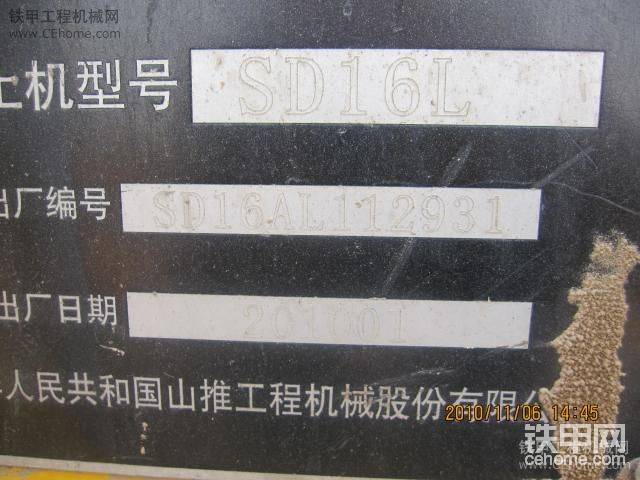 铁甲工程机械网
www.CEhome.com
土机型号 SD16L
出厂编号 SD16AL112931
出厂日期 201001
人民共和国山推工程机械股份有限公
2010/11/06 14:45
铁甲网
cehome.com